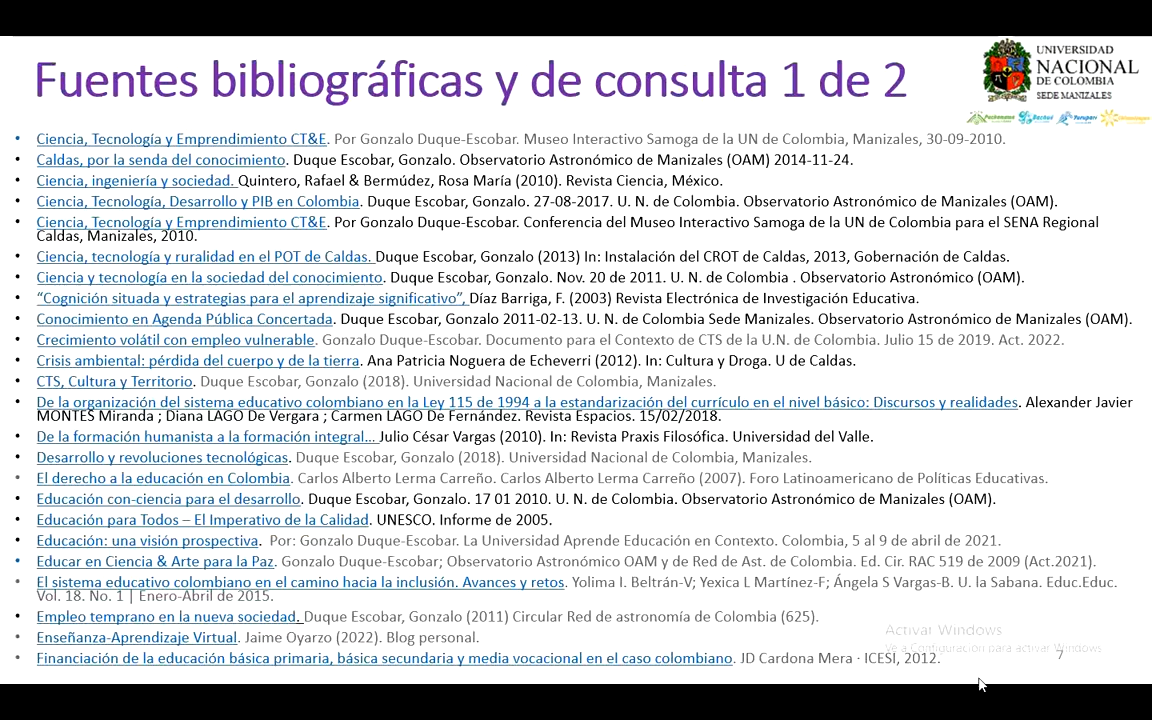 Fuentes bibliográficas y de consulta 1 de 2
UNIVERSIDAD
NACIONAL
DE COLOMBIA
SEDE MANIZALES
• Ciencia, Tecnología y Emprendimiento CT&E. Por Gonzalo Duque-Escobar. Museo Interactivo Samoga de la UN de Colombia, Manizales, 30-09-2010.
• Caldas, por la senda del conocimiento. Duque Escobar, Gonzalo. Observatorio Astronómico de Manizales (OAM) 2014-11-24.
• Ciencia, ingeniería y sociedad. Quintero, Rafael & Bermúdez, Rosa María (2010). Revista Ciencia, México.
• Ciencia, Tecnología, Desarrollo y PIB en Colombia. Duque Escobar, Gonzalo. 27-08-2017. U. N. de Colombia. Observatorio Astronómico de Manizales (OAM).
• Ciencia, Tecnología y Emprendimiento CT&E. Por Gonzalo Duque-Escobar. Conferencia del Museo Interactivo Samoga de la UN de Colombia para el SENA Regional
Caldas, Manizales, 2010.
• Ciencia, tecnología y ruralidad en el POT de Caldas. Duque Escobar, Gonzalo (2013) In: Instalación del CROT de Caldas, 2013, Gobernación de Caldas.
• Ciencia y tecnología en la sociedad del conocimiento. Duque Escobar, Gonzalo. Nov. 20 de 2011. U. N. de Colombia . Observatorio Astronómico (OAM).
• “Cognición situada y estrategias para el aprendizaje significativo”, Díaz Barriga, F. (2003) Revista Electrónica de Investigación Educativa.
• Conocimiento en Agenda Pública Concertada. Duque Escobar, Gonzalo 2011-02-13. U. N. de Colombia Sede Manizales. Observatorio Astronómico de Manizales (OAM).
• Crecimiento volátil con empleo vulnerable. Gonzalo Duque-Escobar. Documento para el Contexto de CTS de la U.N. de Colombia. Julio 15 de 2019. Act. 2022.
• Crisis ambiental: pérdida del cuerpo y de la tierra. Ana Patricia Noguera de Echeverri (2012). In: Cultura y Droga. U de Caldas.
• CTS, Cultura y Territorio. Duque Escobar, Gonzalo (2018). Universidad Nacional de Colombia, Manizales.
• De la organización del sistema educativo colombiano en la Ley 115 de 1994 a la estandarización del currículo en el nivel básico: Discursos y realidades. Alexander Javier
MONTES Miranda ; Diana LAGO De Vergara ; Carmen LAGO De Fernández. Revista Espacios. 15/02/2018.
• De la formación humanista a la formación integral... Julio César Vargas (2010). In: Revista Praxis Filosófica. Universidad del Valle.
• Desarrollo y revoluciones tecnológicas. Duque Escobar, Gonzalo (2018). Universidad Nacional de Colombia, Manizales.
• El derecho a la educación en Colombia. Carlos Alberto Lerma Carreño. Carlos Alberto Lerma Carreño (2007). Foro Latinoamericano de Políticas Educativas.
• Educación con-ciencia para el desarrollo. Duque Escobar, Gonzalo. 17 01 2010. U. N. de Colombia. Observatorio Astronómico de Manizales (OAM).
• Educación para Todos – El Imperativo de la Calidad. UNESCO. Informe de 2005.
• Educación: una visión prospectiva. Por: Gonzalo Duque-Escobar. La Universidad Aprende Educación en Contexto. Colombia, 5 al 9 de abril de 2021.
• Educar en Ciencia & Arte para la Paz. Gonzalo Duque-Escobar; Observatorio Astronómico OAM y de Red de Ast. de Colombia. Ed. Cir. RAC 519 de 2009 (Act.2021).
• El sistema educativo colombiano en el camino hacia la inclusión. Avances y retos. Yolima I. Beltrán-V; Yexica L Martínez-F; Ángela S Vargas-B. U. la Sabana. Educ.Educ.
Vol. 18. No. 1 | Enero-Abril de 2015.
• Empleo temprano en la nueva sociedad. Duque Escobar, Gonzalo (2011) Circular Red de astronomía de Colombia (625).
• Enseñanza-Aprendizaje Virtual. Jaime Oyarzo (2022). Blog personal.
• Financiación de la educación básica primaria, básica secundaria y media vocacional en el caso colombiano. JD Cardona Mera · ICESI, 2012.
Activar Windows
Ve a Configuración para activar Windows.
7